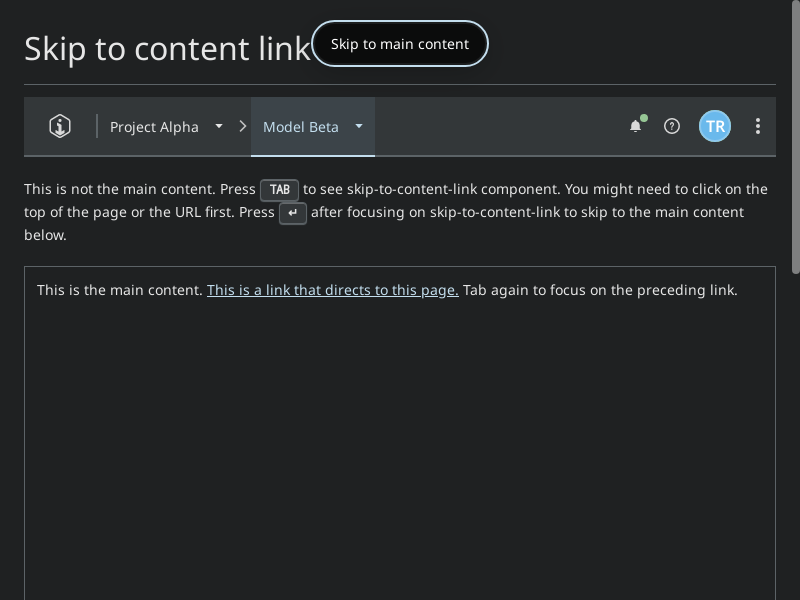 Skip to content link
Skip to main content
Project Alpha
Model Beta
TR
This is not the main content. Press TAB to see skip-to-content-link component. You might need to click on the
top of the page or the URL first. Press ↵ after focusing on skip-to-content-link to skip to the main content
below.
This is the main content. This is a link that directs to this page. Tab again to focus on the preceding link.